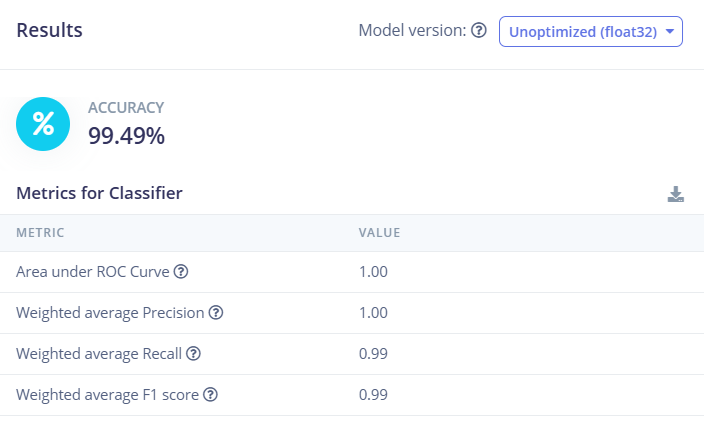 Results
Model version: ? Unoptimized (float32)
%
ACCURACY
99.49%
Metrics for Classifier
METRIC VALUE
Area under ROC Curve ? 1.00
Weighted average Precision ? 1.00
Weighted average Recall ? 0.99
Weighted average F1 score ? 0.99